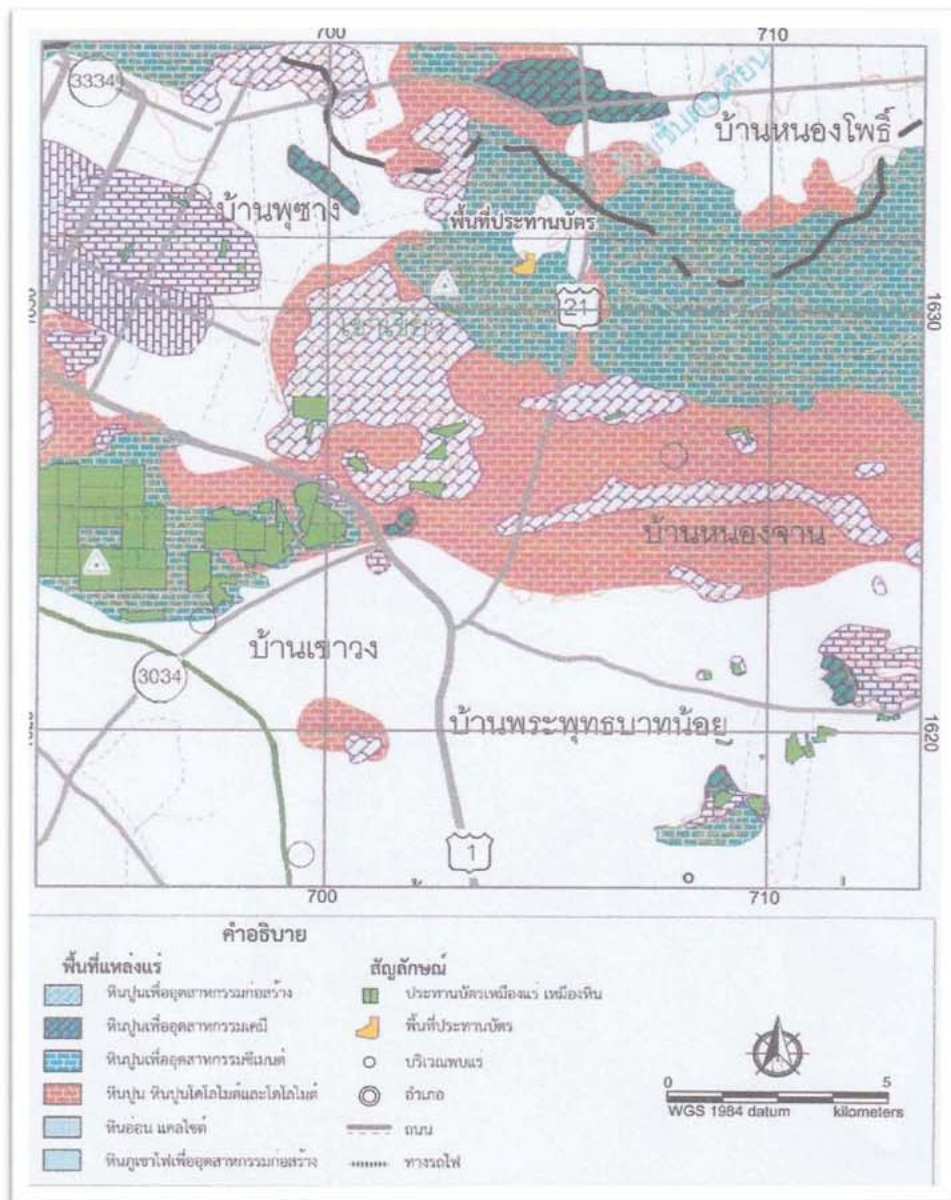 700 710
3334
บ้านหนองโพธิ์
บ้านพุซาง
พื้นที่ประทานบัตร
21
1630
เขาเขียว
บ้านหนองจาน
บ้านเขาวง
3034
บ้านพระพุทธบาทน้อย
1620
1
700 710
คำอธิบาย
พื้นที่แหล่งแร่
หินปูนเพื่ออุตสาหกรรมก่อสร้าง
หินปูนเพื่ออุตสาหกรรมเคมี
หินปูนเพื่ออุตสาหกรรมซีเมนต์
หินปูน หินปูนโดโลไมต์และโดโลไมต์
หินอ่อน แคลไซต์
หินภูเขาไฟเพื่ออุตสาหกรรมก่อสร้าง
สัญลักษณ์
ประทานบัตรเหมืองแร่ เหมืองหิน
พื้นที่ประทานบัตร
บริเวณพบแร่
อำเภอ
ถนน
ทางรถไฟ
0 5
WGS 1984 datum kilometers